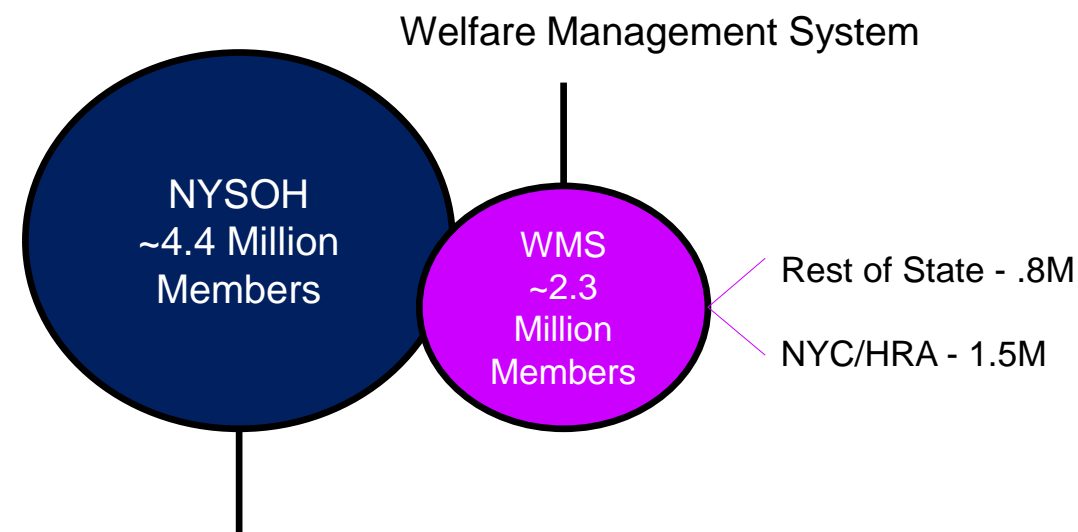 Welfare Management System
NYSOH
~4.4 Million
Members
WMS
~2.3
Million
Members
Rest of State - .8M
NYC/HRA - 1.5M